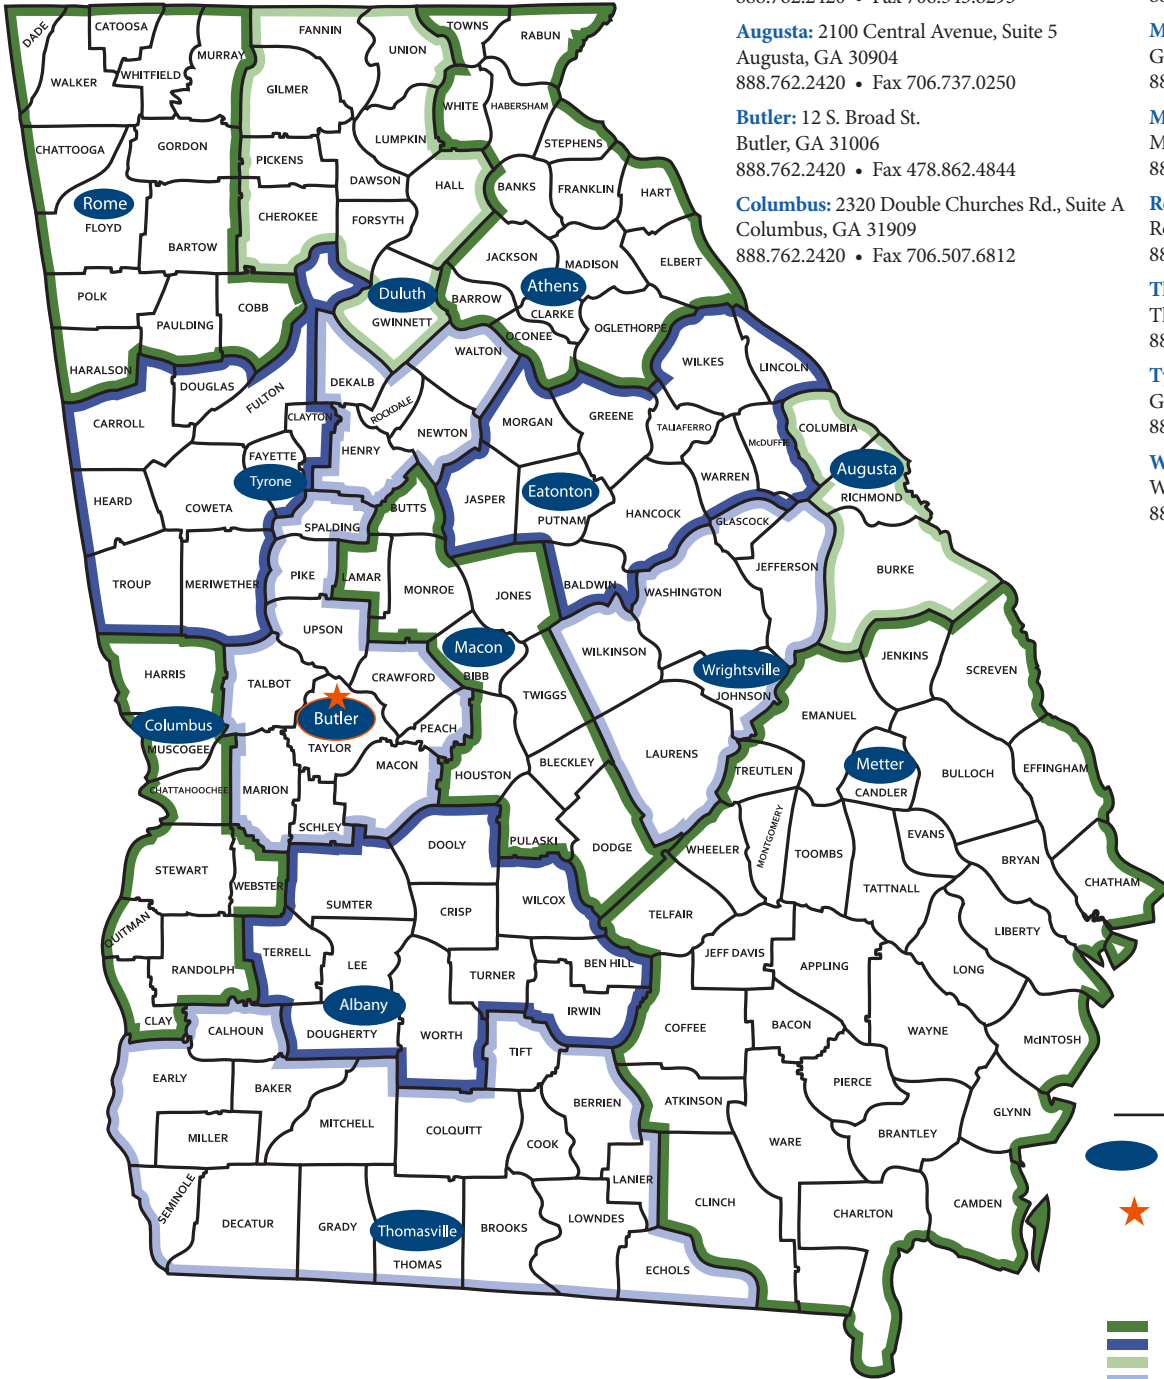 888.762.2420 • Fax 706.543.8293
Augusta: 2100 Central Avenue, Suite 5
Augusta, GA 30904
888.762.2420 • Fax 706.737.0250
Butler: 12 S. Broad St.
Butler, GA 31006
888.762.2420 • Fax 478.862.4844
Columbus: 2320 Double Churches Rd., Suite A
Columbus, GA 31909
888.762.2420 • Fax 706.507.6812
DADE
CATOOSA
FANNIN
TOWNS
RABUN
UNION
MURRAY
WHITFIELD
WALKER
GILMER
WHITE
HABERSHAM
LUMPKIN
STEPHENS
CHATTOOGA
GORDON
PICKENS
DAWSON
HALL
BANKS
FRANKLIN
HART
Rome
FLOYD
CHEROKEE
FORSYTH
BARTOW
JACKSON
MADISON
ELBERT
POLK
COBB
Duluth
GWINNETT
BARROW
Athens
CLARKE
PAULDING
OCONEE
OGLETHORPE
WALTON
HARALSON
DOUGLAS
FULTON
DEKALB
WILKES
LINCOLN
ROCKDALE
CARROLL
CLAYTON
HENRY
NEWTON
MORGAN
GREENE
TALIAFERRO
McDUFFIE
COLUMBIA
FAYETTE
Tyrone
WARREN
Augusta
RICHMOND
HEARD
COWETA
SPALDING
BUTTS
JASPER
Eatonton
PUTNAM
HANCOCK
GLASCOCK
JEFFERSON
BURKE
TROUP
MERIWETHER
PIKE
LAMAR
MONROE
JONES
BALDWIN
WASHINGTON
UPSON
HARRIS
TALBOT
CRAWFORD
Macon
BIBB
TWIGGS
WILKINSON
Wrightsville
JOHNSON
JENKINS
SCREVEN
Columbus
MUSCOGEE
Butler
TAYLOR
PEACH
EMANUEL
CHATTAHOOCHEE
MARION
MACON
HOUSTON
BLECKLEY
LAURENS
TREUTLEN
Metter
CANDLER
BULLOCH
EFFINGHAM
SCHLEY
DOOLY
PULASKI
DODGE
WHEELER
MONTGOMERY
TOOMBS
EVANS
BRYAN
STEWART
WEBSTER
SUMTER
CRISP
WILCOX
TELFAIR
TATTNALL
CHATHAM
QUITMAN
RANDOLPH
TERRELL
LEE
TURNER
BEN HILL
JEFF DAVIS
APPLING
LONG
LIBERTY
CLAY
CALHOUN
Albany
DOUGHERTY
WORTH
IRWIN
COFFEE
BACON
WAYNE
McINTOSH
TIFT
EARLY
BAKER
BERRIEN
ATKINSON
PIERCE
GLYNN
MILLER
MITCHELL
COLQUITT
COOK
WARE
BRANTLEY
SEMINOLE
LANIER
CLINCH
CHARLTON
CAMDEN
DECATUR
GRADY
Thomasville
THOMAS
BROOKS
LOWNDES
ECHOLS